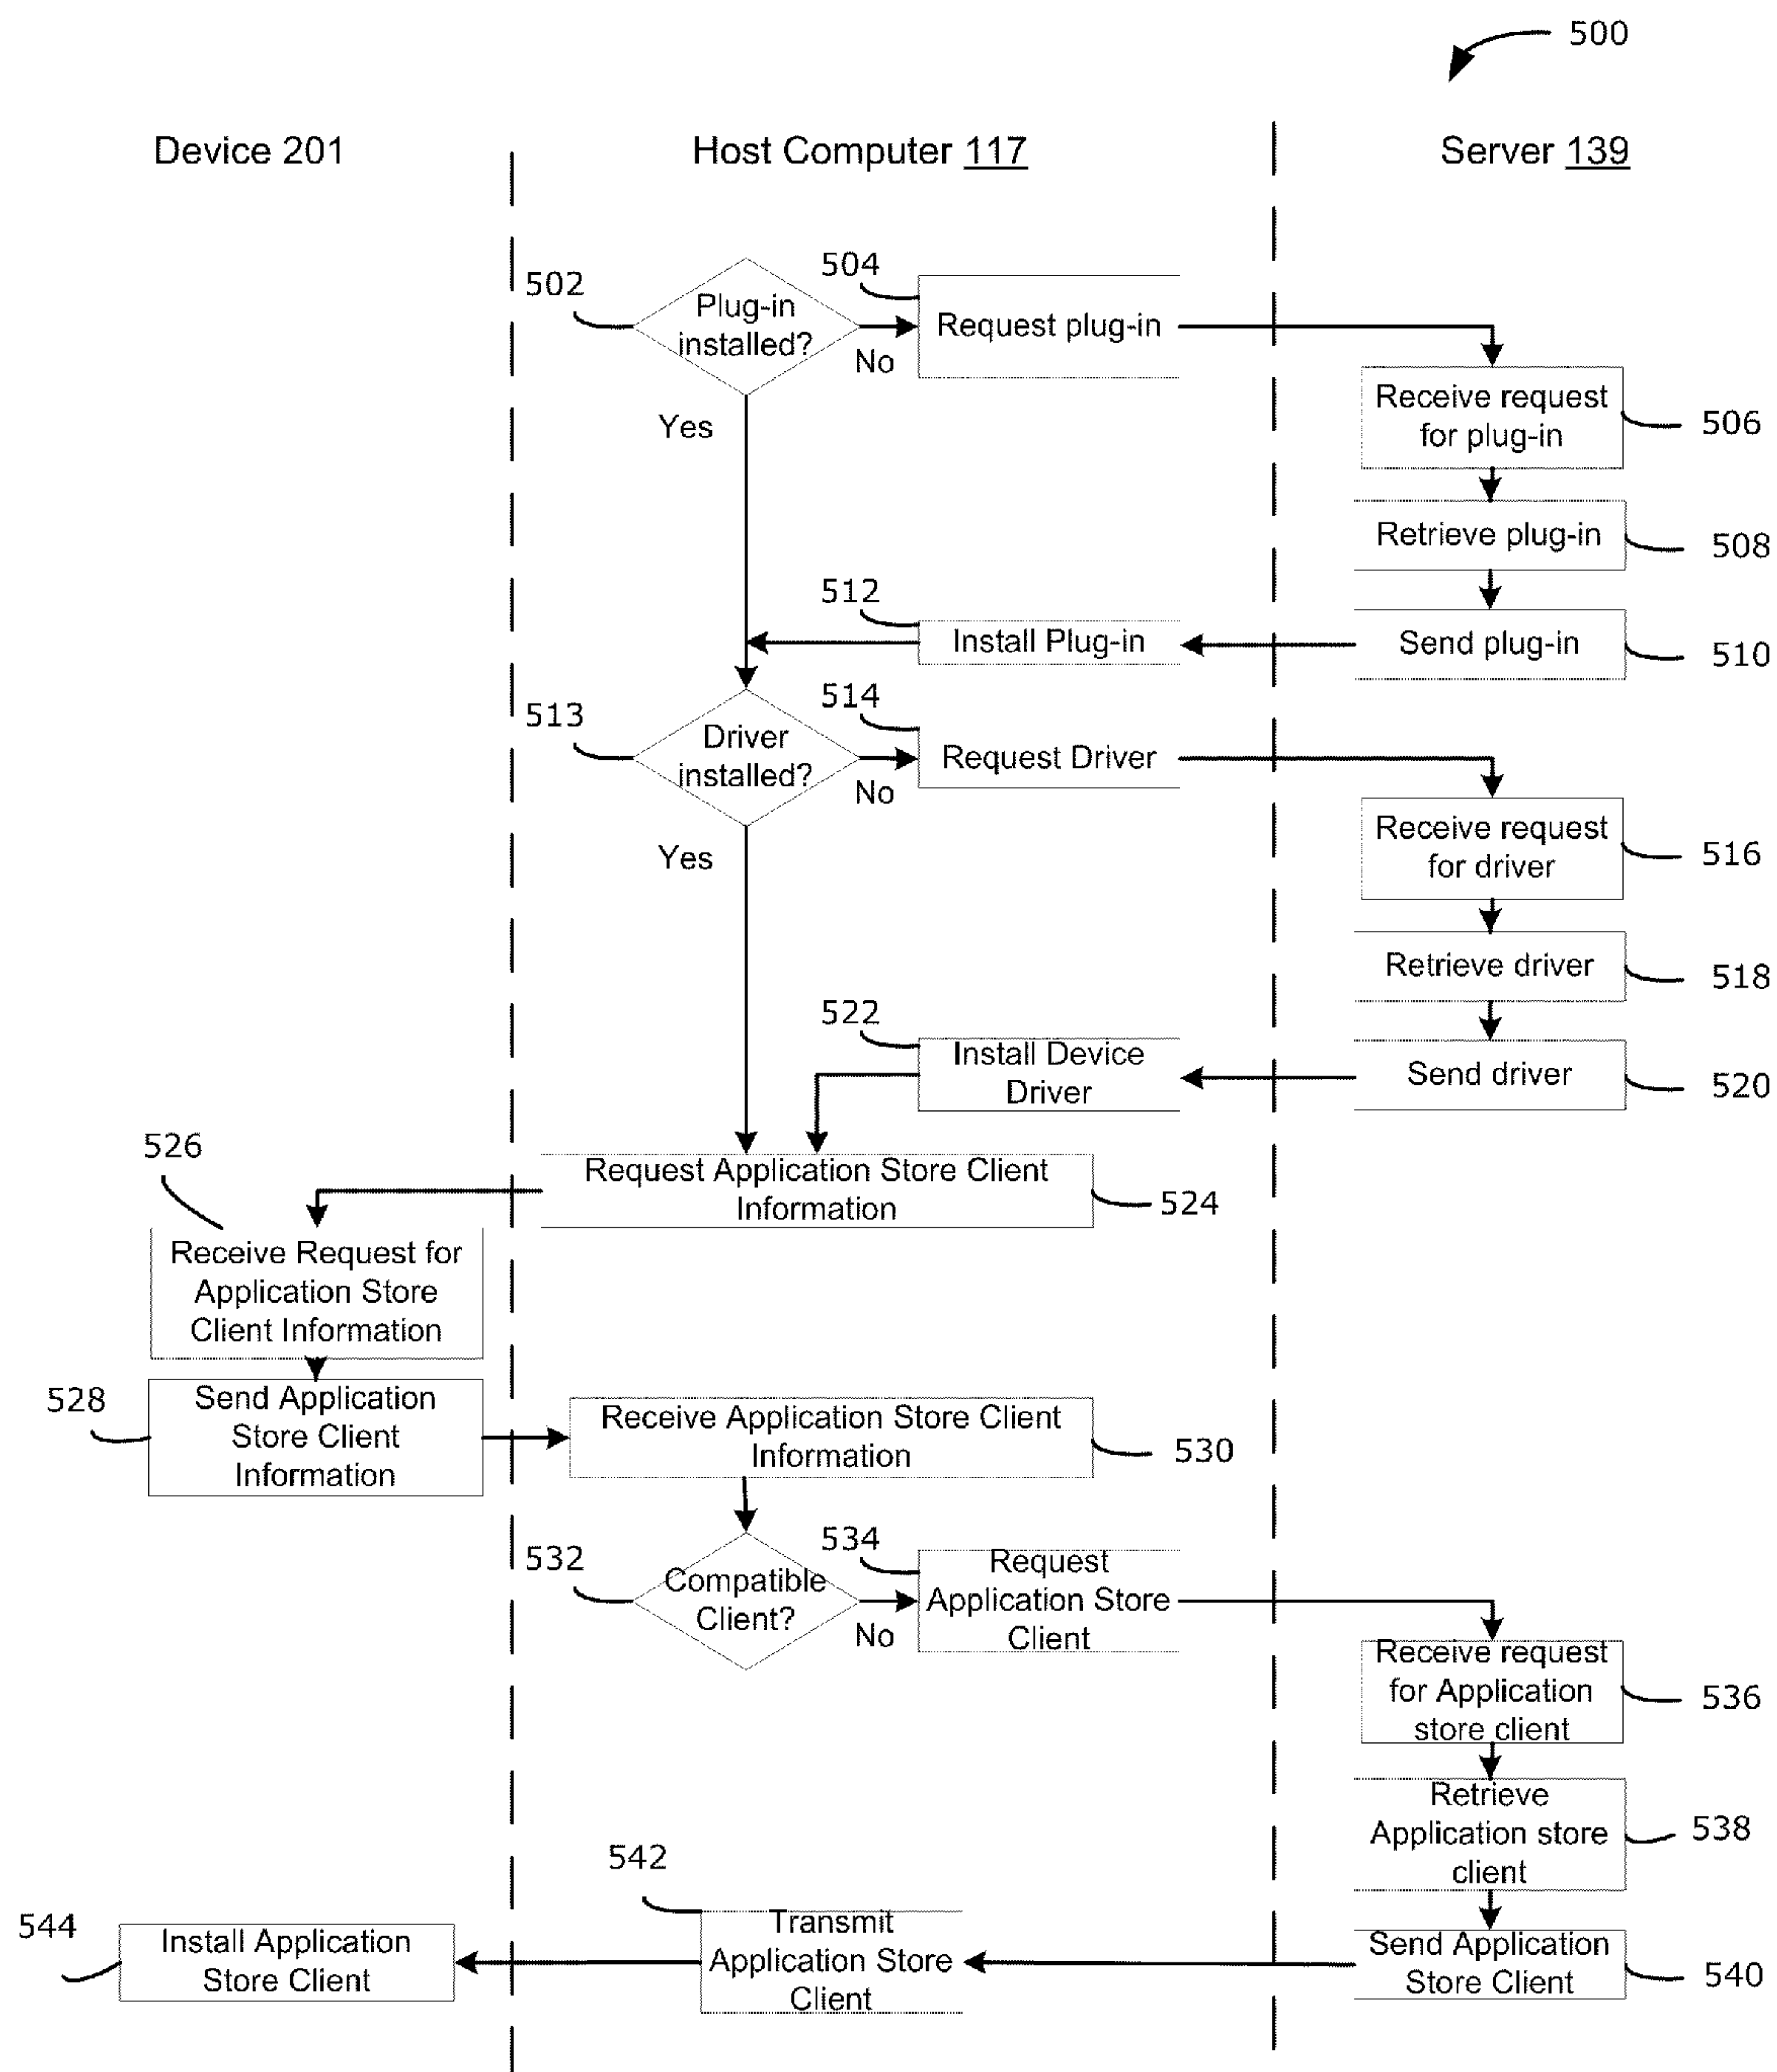 500
Device 201
Host Computer 117
Server 139
502
Plug-in
installed?
No
Yes
504
Request plug-in
Receive request
for plug-in
506
Retrieve plug-in
508
512
Install Plug-in
Send plug-in
510
513
Driver
installed?
No
Yes
514
Request Driver
Receive request
for driver
516
Retrieve driver
518
522
Install Device
Driver
Send driver
520
Request Application Store Client
Information
524
526
Receive Request for
Application Store
Client Information
528
Send Application
Store Client
Information
Receive Application Store Client
Information
530
532
Compatible
Client?
No
534
Request
Application Store
Client
Receive request
for Application
store client
536
Retrieve
Application store
client
538
Send Application
Store Client
540
542
Transmit
Application Store
Client
544
Install Application
Store Client